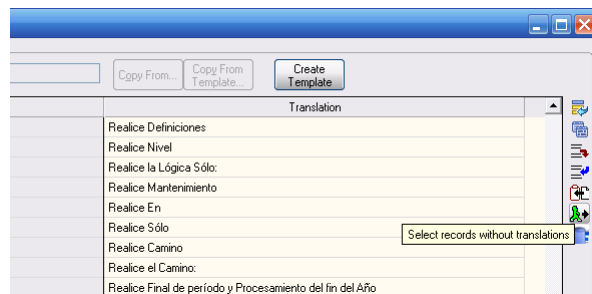 Copy From...
Copy From Template...
Create Template
Translation
Realice Definiciones
Realice Nivel
Realice la Lógica Sólo:
Realice Mantenimiento
Realice En
Realice Sólo
Select records without translations
Realice Camino
Realice el Camino:
Realice Final de período y Procesamiento del fin del Año